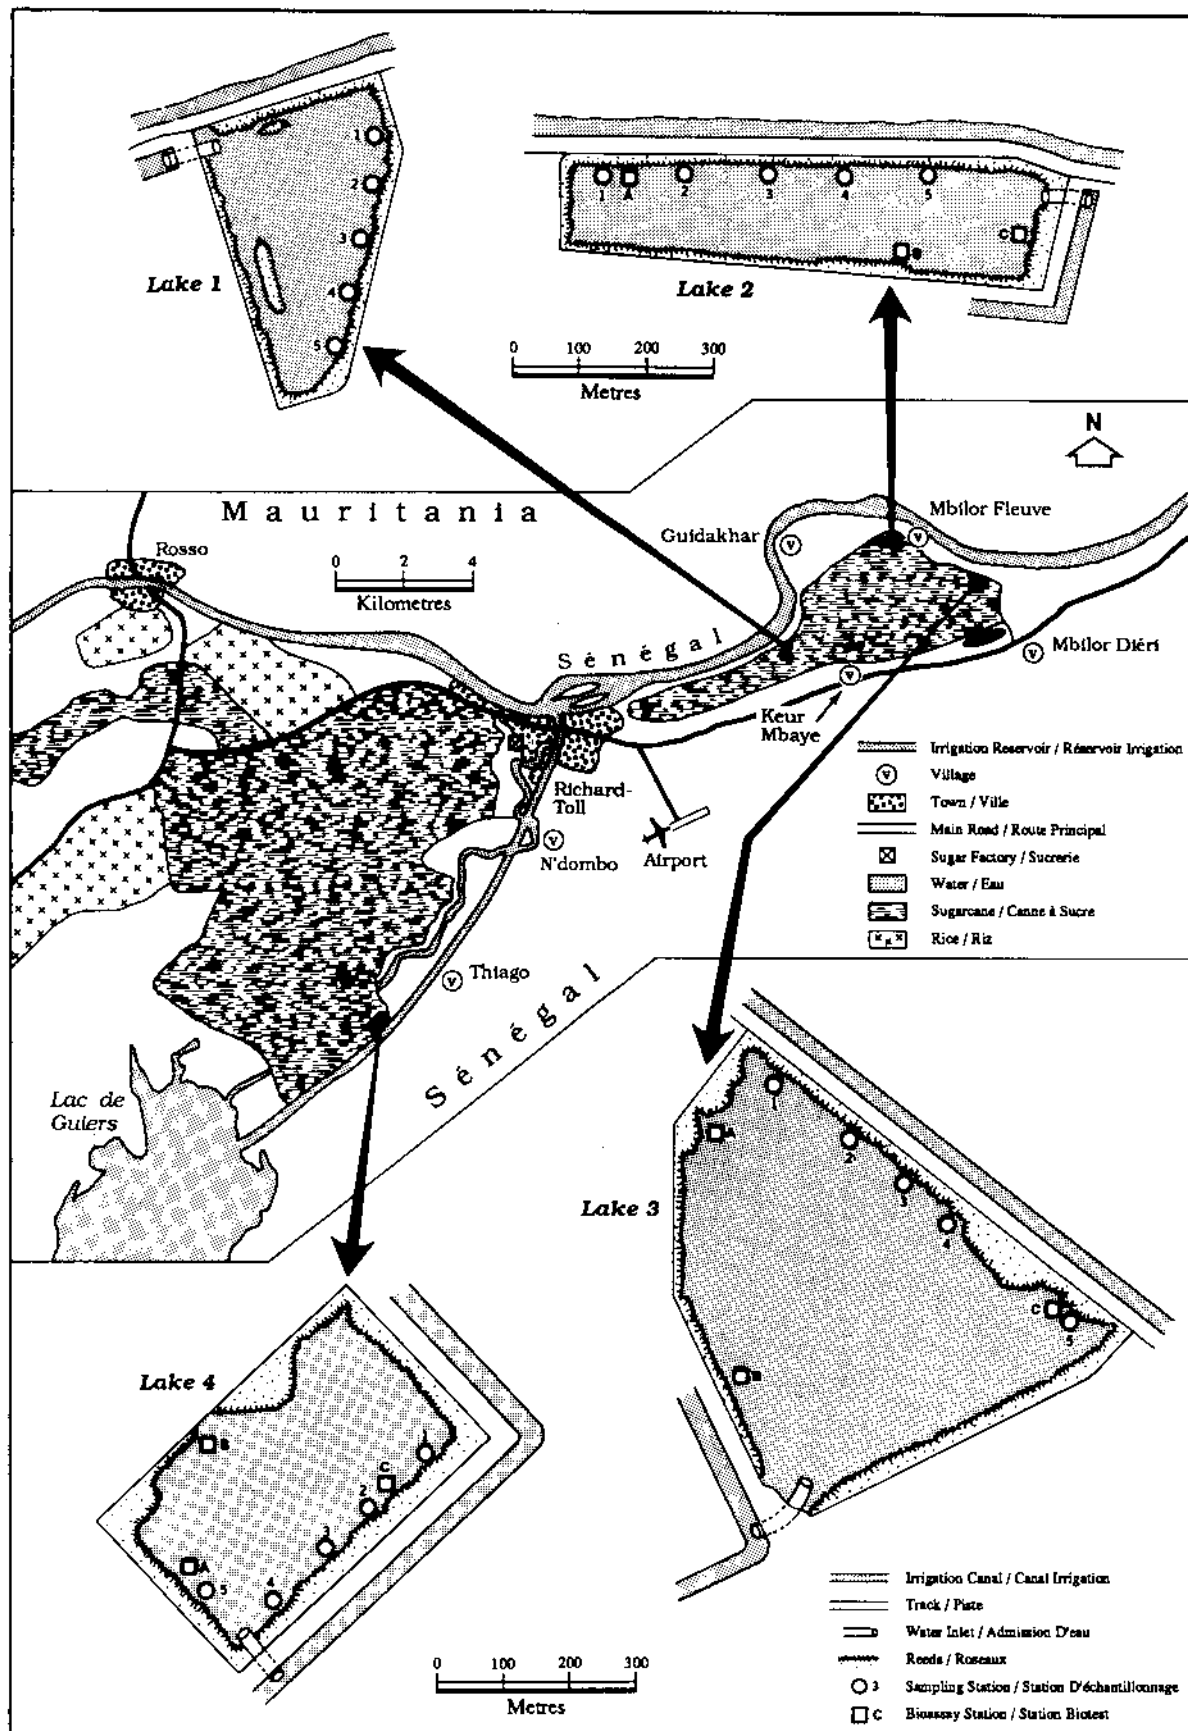 1
2
3
4
5
Lake 1
1
A
2
3
4
5
B
C
Lake 2
0 100 200 300
Metres
N
Mauritania
Rosso
0 2 4
Kilometres
Guidakhar
v
Mbilor Fleuve
v
Sénégal
v
Mbilor Diéri
v
Keur
Mbaye
Richard-
Toll
v
N'dombo
Airport
v
Thiago
Sénégal
Lac de
Guiers
Irrigation Reservoir / Réservoir Irrigation
v Village
Town / Ville
Main Road / Route Principal
Sugar Factory / Sucrerie
Water / Eau
Sugarcane / Canne à Sucre
Rice / Riz
1
A
2
3
4
C
5
B
Lake 3
Lake 4
B
1
C
2
3
A
5
4
0 100 200 300
Metres
Irrigation Canal / Canal Irrigation
Track / Piste
Water Inlet / Admission D'eau
Reeds / Roseaux
3 Sampling Station / Station D'échantillonnage
C Bioassay Station / Station Biotest